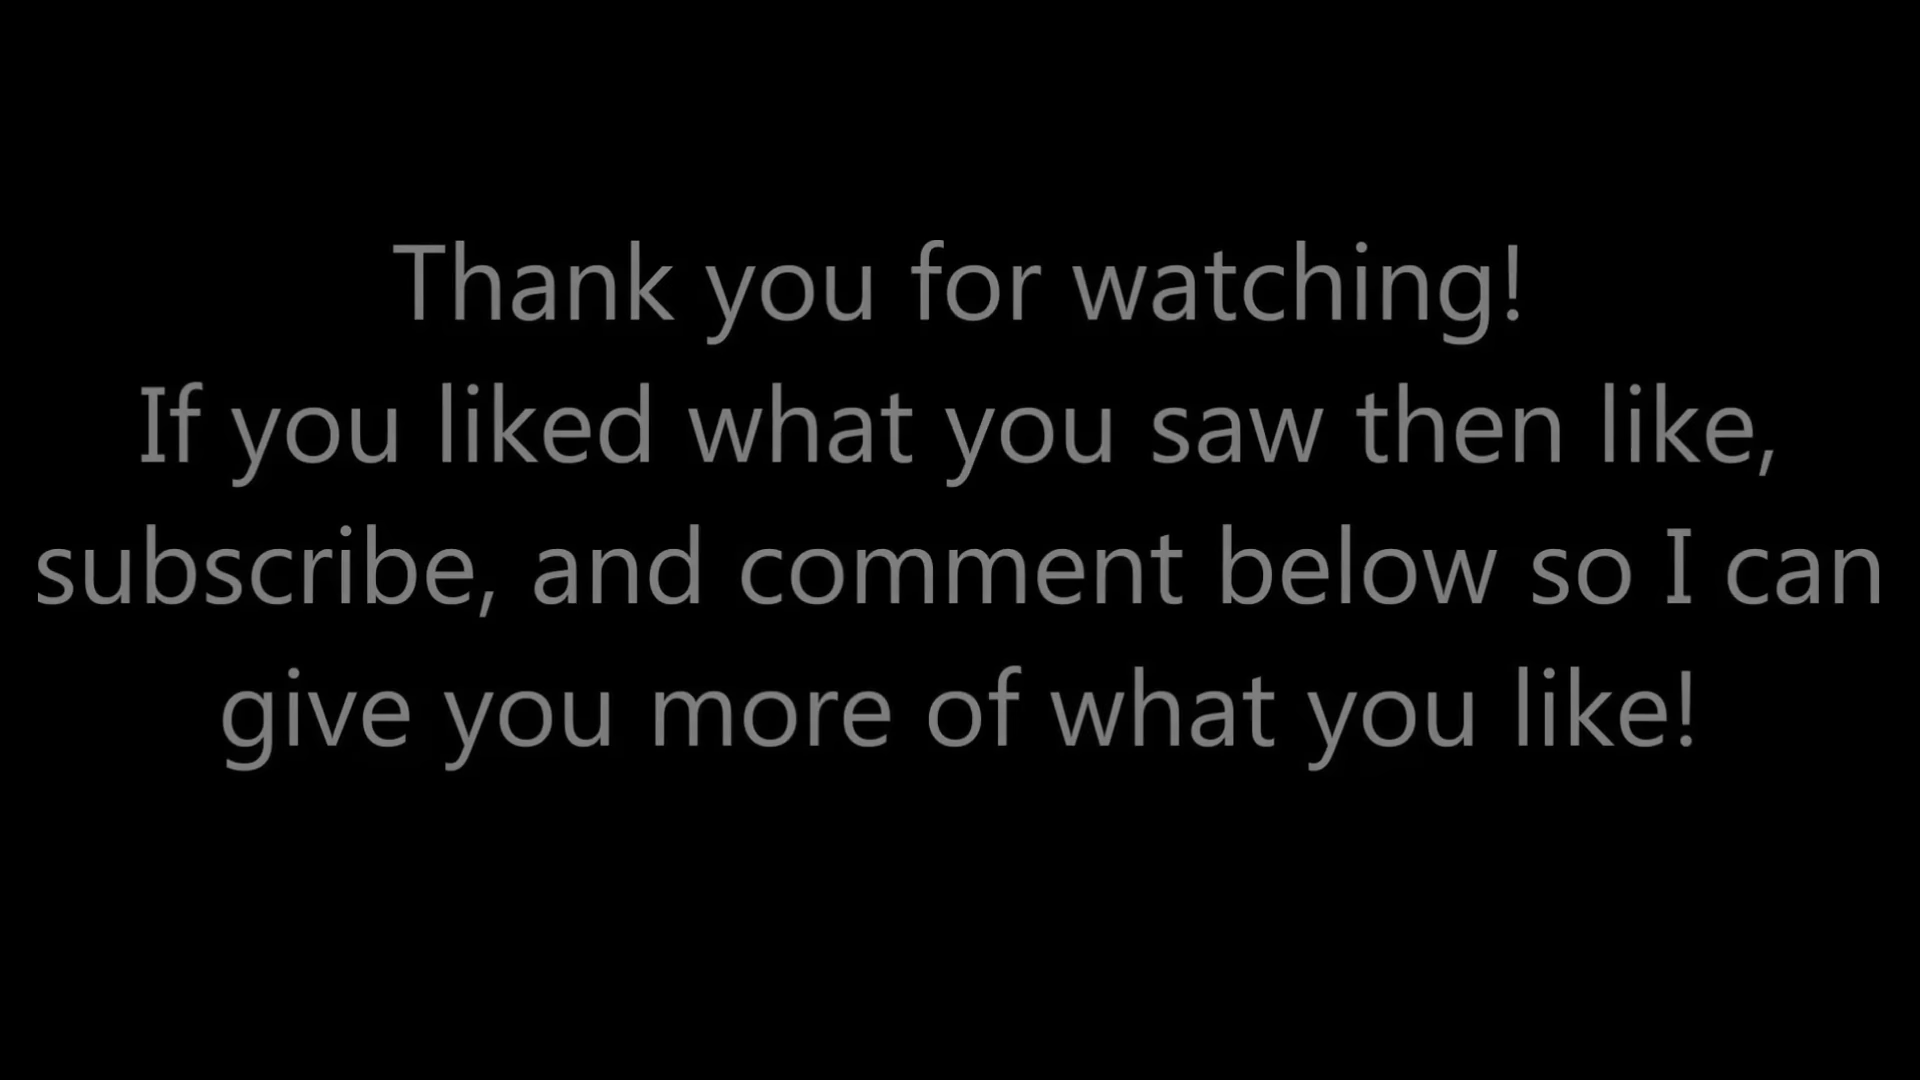 Thank you for watching!
If you liked what you saw then like,
subscribe, and comment below so I can
give you more of what you like!